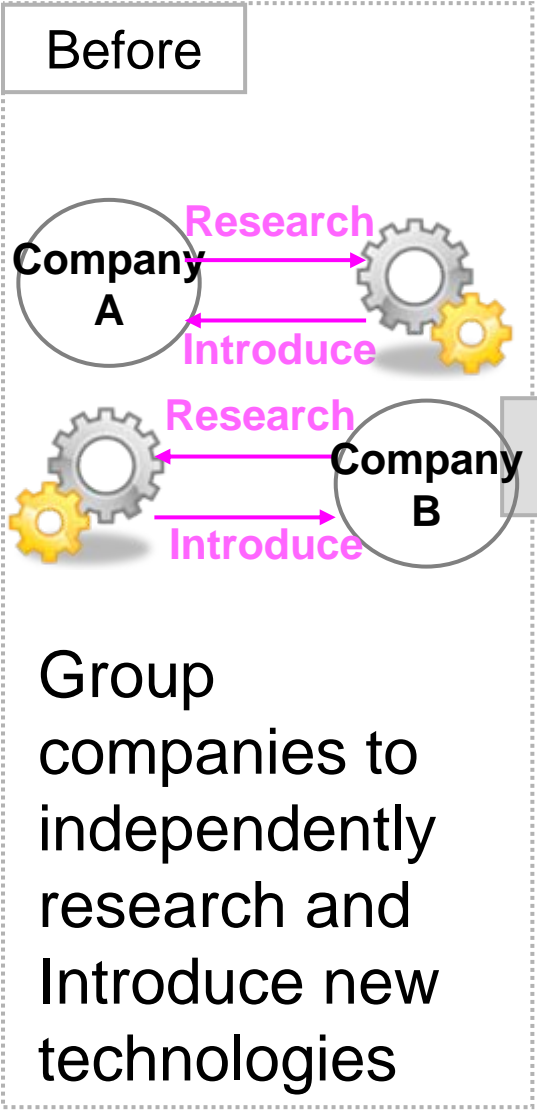 Before
Research
Company
A
Introduce
Research
Company
B
Introduce
Group
companies to
independently
research and
Introduce new
technologies